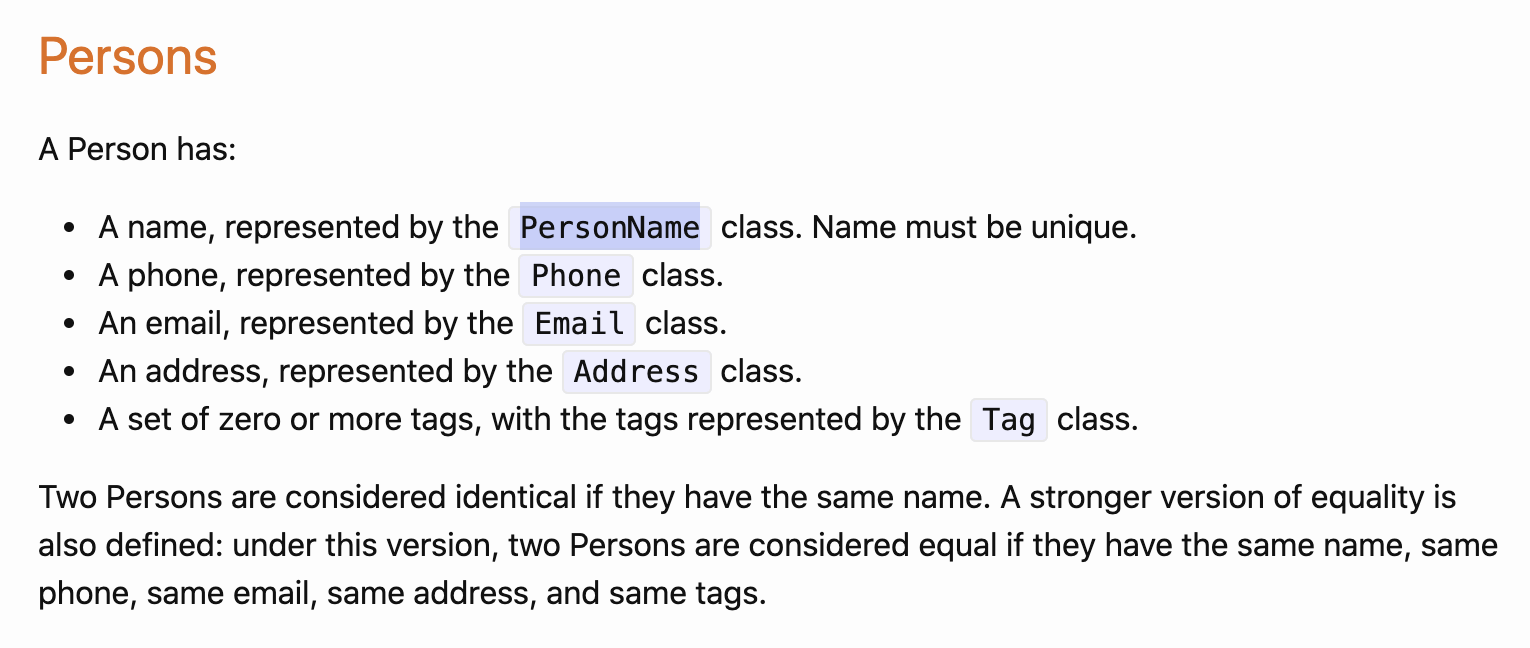 Persons
A Person has:
• A name, represented by the PersonName class. Name must be unique.
• A phone, represented by the Phone class.
• An email, represented by the Email class.
• An address, represented by the Address class.
• A set of zero or more tags, with the tags represented by the Tag class.
Two Persons are considered identical if they have the same name. A stronger version of equality is
also defined: under this version, two Persons are considered equal if they have the same name, same
phone, same email, same address, and same tags.